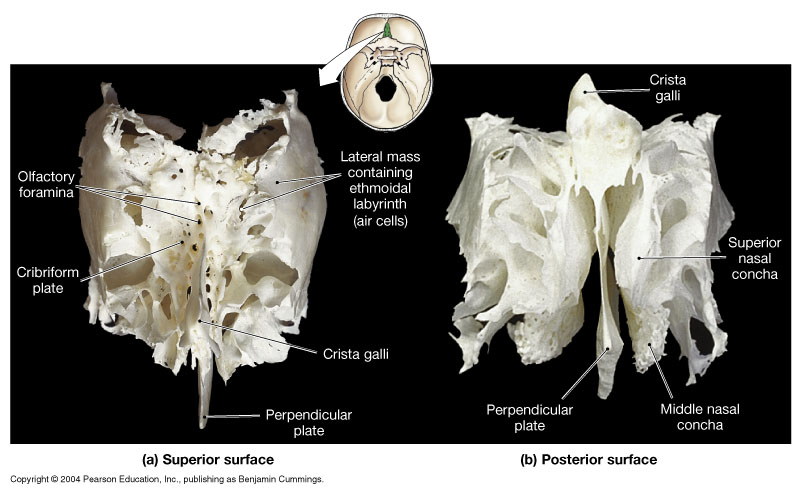 Olfactory
foramina
Cribriform
plate
Lateral mass
containing
ethmoidal
labyrinth
(air cells)
Crista galli
Perpendicular
plate
(a) Superior surface
Crista
galli
Superior
nasal
concha
Perpendicular
plate
Middle nasal
concha
(b) Posterior surface
Copyright © 2004 Pearson Education, Inc., publishing as Benjamin Cummings.